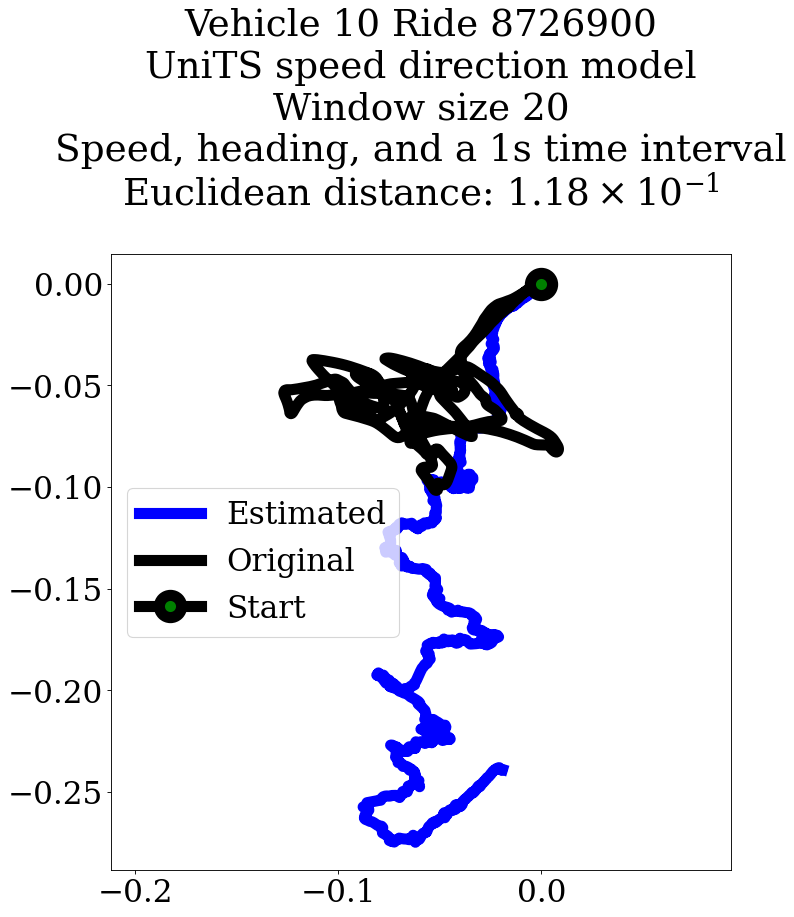 Vehicle 10 Ride 8726900
UniTS speed direction model
Window size 20
Speed, heading, and a 1s time interval
Euclidean distance: 1.18 × 10⁻¹
0.00
−0.05
−0.10
−0.15
−0.20
−0.25
Estimated
Original
Start
−0.2
−0.1
0.0